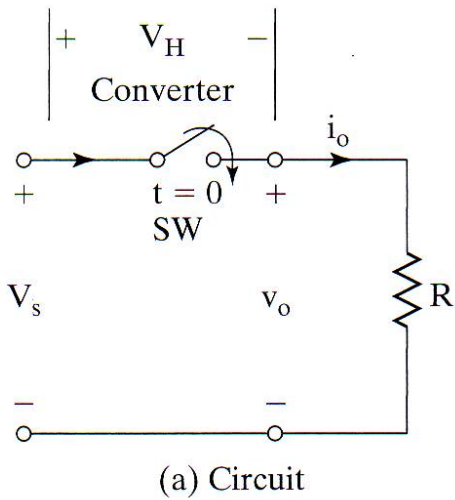 + V_H −
Converter
i_o
+ t = 0 +
SW
V_s v_o R
− −
(a) Circuit